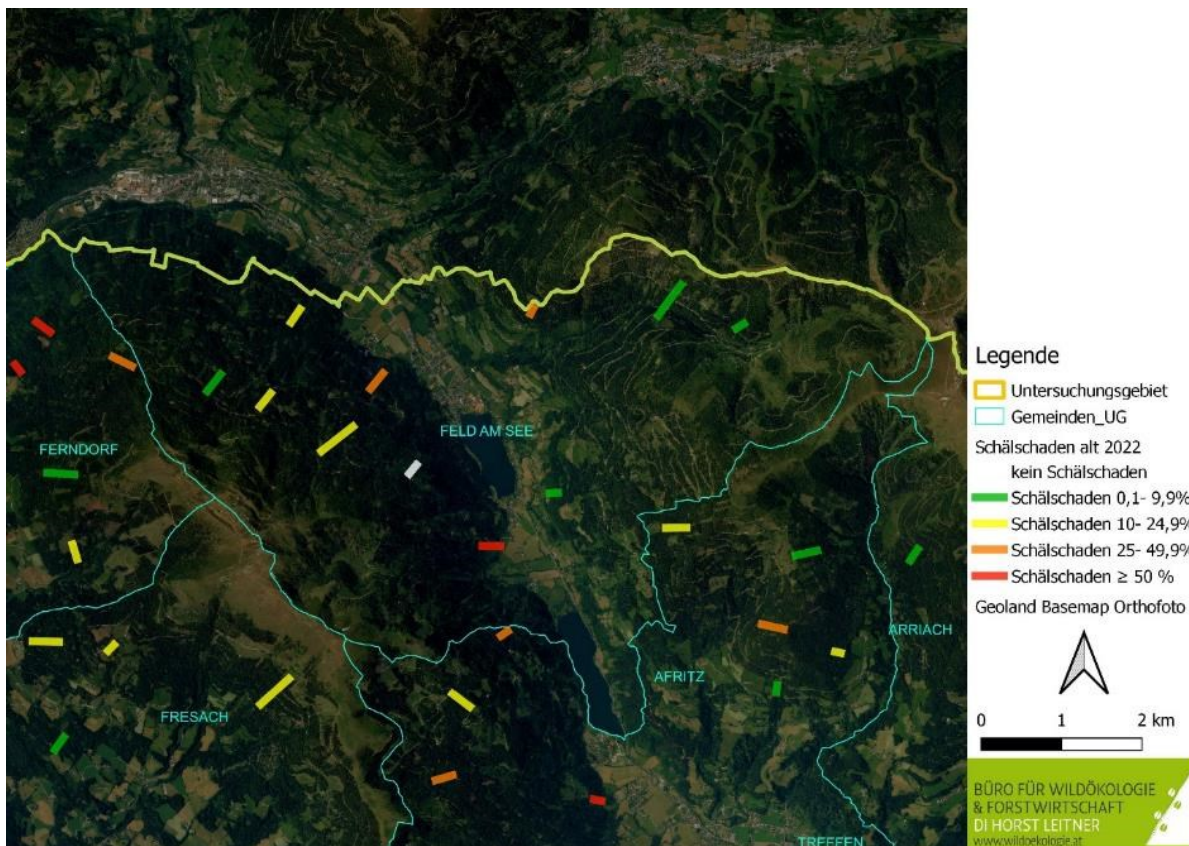 FELD AM SEE
FERNDORF
ARRIACH
AFRITZ
FRESACH
TREFFEN
Legende
Untersuchungsgebiet
Gemeinden_UG
Schälschaden alt 2022
kein Schälschaden
Schälschaden 0,1- 9,9%
Schälschaden 10- 24,9%
Schälschaden 25- 49,9%
Schälschaden ≥ 50 %
Geoland Basemap Orthofoto
0 1 2 km
BÜRO FÜR WILDÖKOLOGIE
& FORSTWIRTSCHAFT
DI HORST LEITNER
www.wildoekologie.at